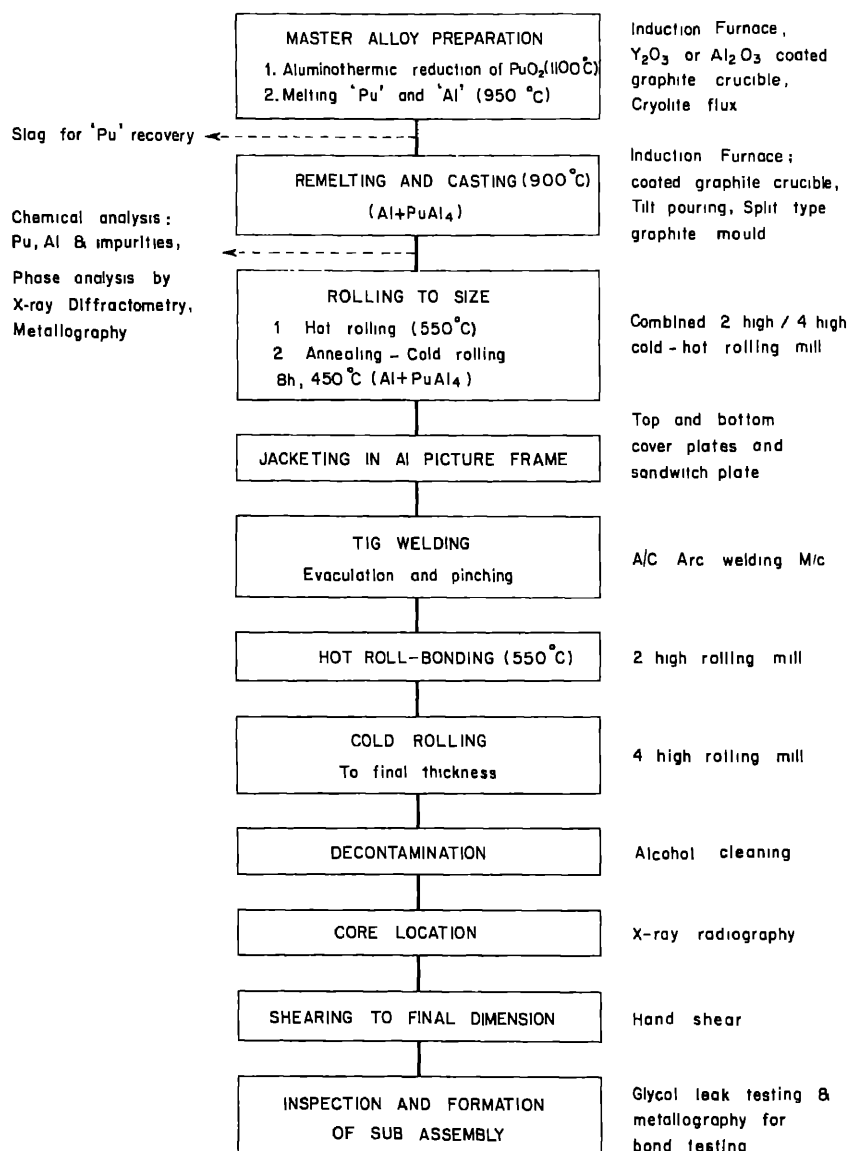 MASTER ALLOY PREPARATION
1. Aluminothermic reduction of PuO₂(1100°C)
2. Melting 'Pu' and 'Al' (950 °C)
Induction Furnace,
Y₂O₃ or Al₂O₃ coated
graphite crucible,
Cryolite flux
Slag for 'Pu' recovery
REMELTING AND CASTING (900°C)
(Al+PuAl₄)
Induction Furnace;
coated graphite crucible,
Tilt pouring, Split type
graphite mould
Chemical analysis :
Pu, Al & impurities,
Phase analysis by
X-ray Diffractometry,
Metallography
ROLLING TO SIZE
1 Hot rolling (550°C)
2 Annealing - Cold rolling
8h, 450°C (Al+PuAl₄)
Combined 2 high / 4 high
cold - hot rolling mill
JACKETING IN Al PICTURE FRAME
Top and bottom
cover plates and
sandwitch plate
TIG WELDING
Evaculation and pinching
A/C Arc welding M/c
HOT ROLL-BONDING (550°C)
2 high rolling mill
COLD ROLLING
To final thickness
4 high rolling mill
DECONTAMINATION
Alcohol cleaning
CORE LOCATION
X-ray radiography
SHEARING TO FINAL DIMENSION
Hand shear
INSPECTION AND FORMATION
OF SUB ASSEMBLY
Glycol leak testing &
metallography for
bond testing